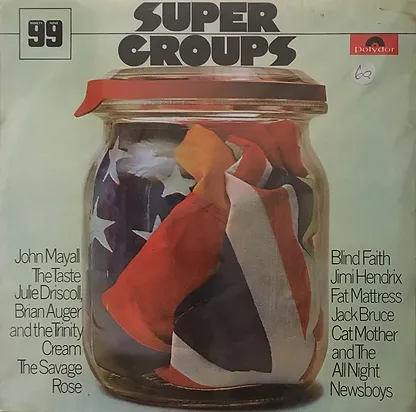 SUPER
GROUPS
99
Polydor
6a
John Mayall
The Taste
Julie Driscoll,
Brian Auger
and the Trinity
Cream
The Savage
Rose
Blind Faith
Jimi Hendrix
Fat Mattress
Jack Bruce
Cat Mother
and The
All Night
Newsboys